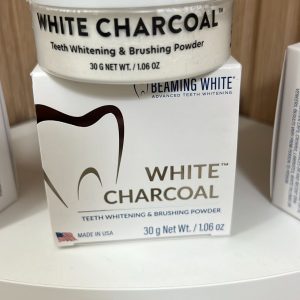 WHITE CHARCOAL™
Teeth Whitening & Brushing Powder
30 G NET WT. / 1.06 OZ
BEAMING WHITE®
ADVANCED TEETH WHITENING
WHITE™
CHARCOAL
TEETH WHITENING & BRUSHING POWDER
MADE IN USA
30 g Net Wt. / 1.06 oz